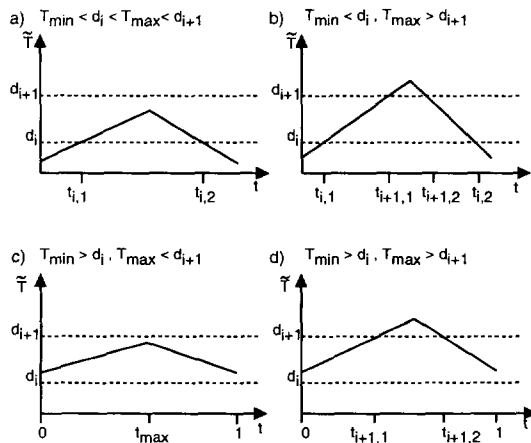 a) T_min < d_i < T_max < d_i+1
T̃
d_i+1
d_i
t_i,1 t_i,2 t
b) T_min < d_i , T_max > d_i+1
T̃
d_i+1
d_i
t_i,1 t_i+1,1 t_i+1,2 t_i,2 t
c) T_min > d_i , T_max < d_i+1
T̃
d_i+1
d_i
0 t_max 1 t
d) T_min > d_i , T_max > d_i+1
T̃
d_i+1
d_i
0 t_i+1,1 t_i+1,2 1 t